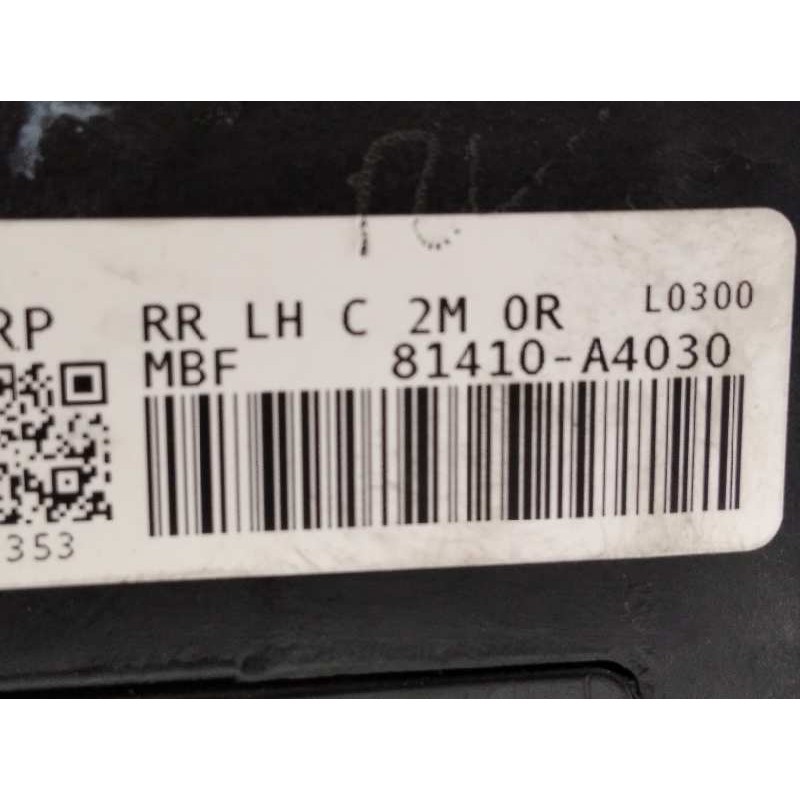 RP RR LH C 2M 0R L0300
MBF 81410-A4030
353